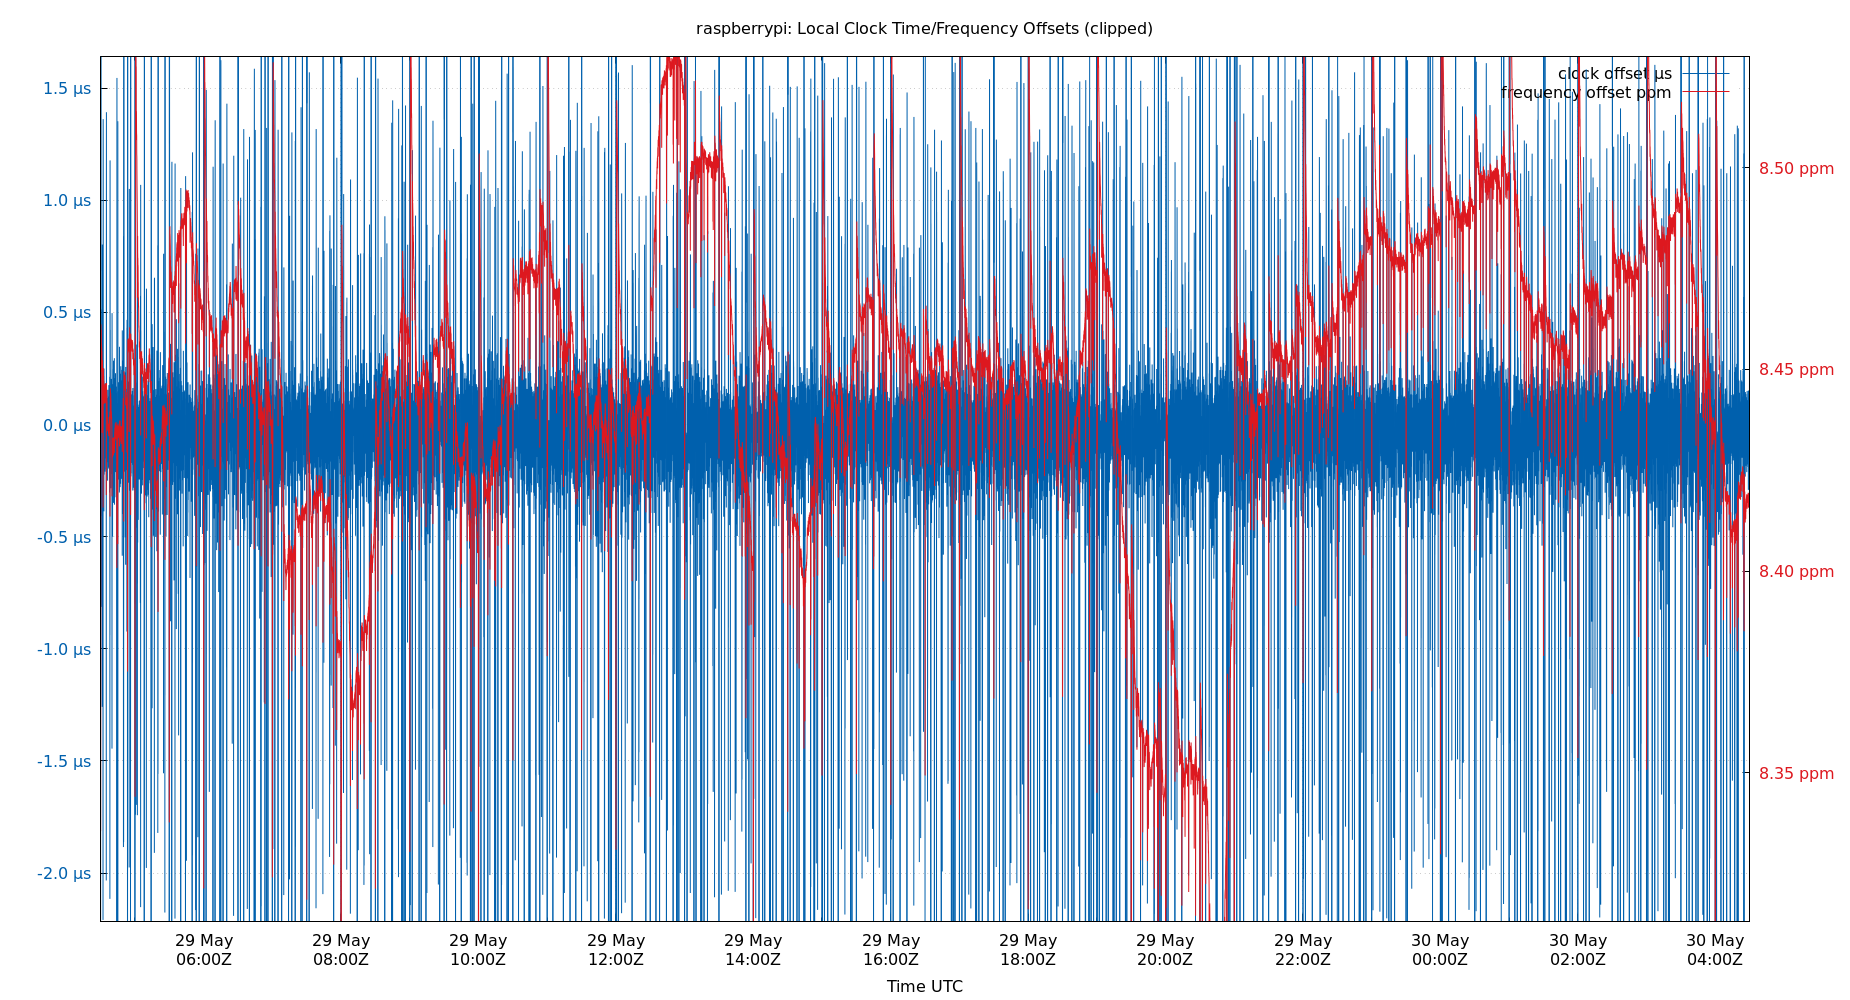 raspberrypi: Local Clock Time/Frequency Offsets (clipped)
clock offset µs
frequency offset ppm
1.5 µs
1.0 µs
0.5 µs
0.0 µs
-0.5 µs
-1.0 µs
-1.5 µs
-2.0 µs
8.50 ppm
8.45 ppm
8.40 ppm
8.35 ppm
29 May 29 May 29 May 29 May 29 May 29 May 29 May 29 May 29 May 30 May 30 May 30 May
06:00Z 08:00Z 10:00Z 12:00Z 14:00Z 16:00Z 18:00Z 20:00Z 22:00Z 00:00Z 02:00Z 04:00Z
Time UTC